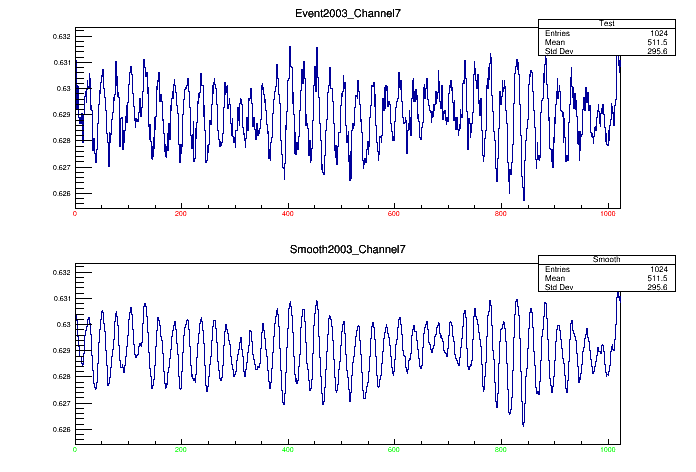 Event2003_Channel7
Test
Entries 1024
Mean 511.5
Std Dev 295.6
0.632
0.631
0.63
0.629
0.628
0.627
0.626
0 200 400 600 800 1000
Smooth2003_Channel7
Smooth
Entries 1024
Mean 511.5
Std Dev 295.6
0.632
0.631
0.63
0.629
0.628
0.627
0.626
0 200 400 600 800 1000